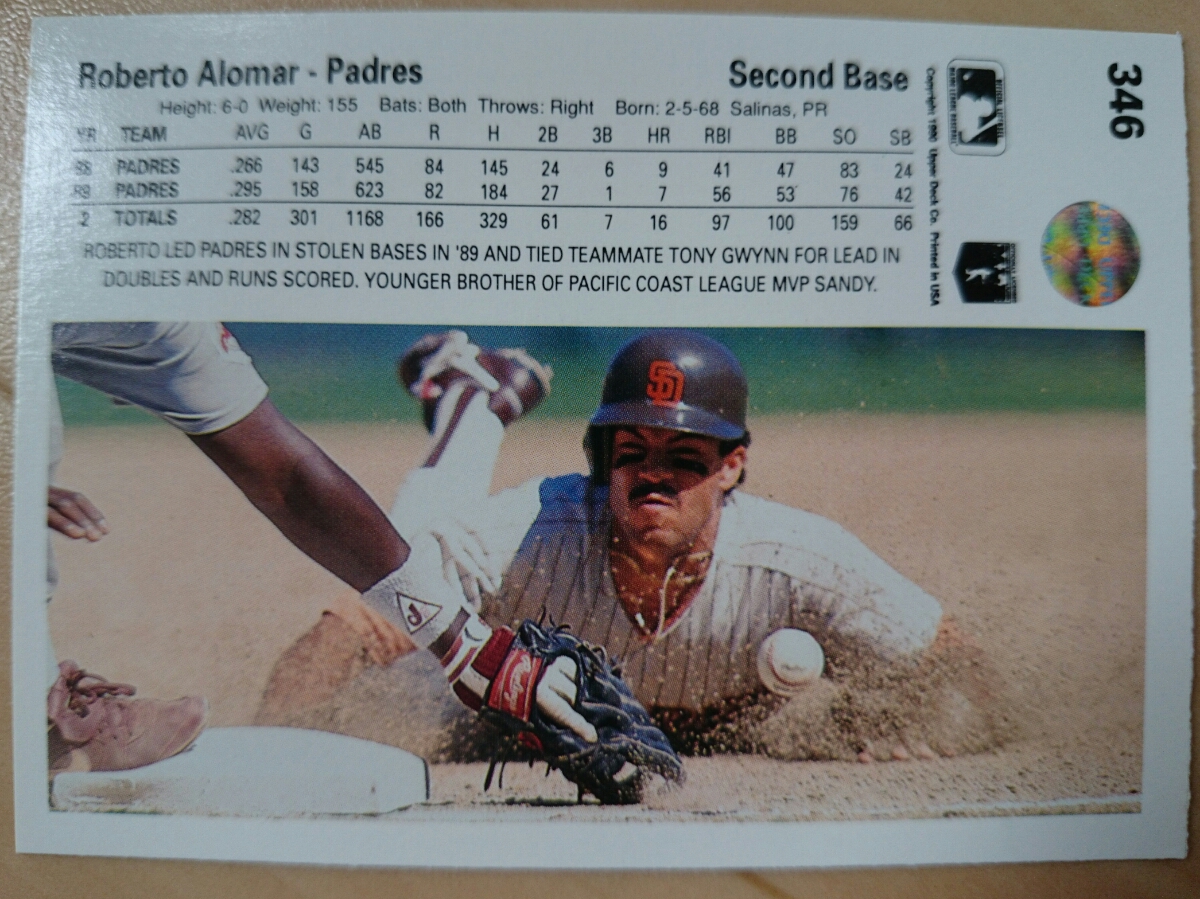 Roberto Alomar - Padres Second Base
Height: 6-0 Weight: 155 Bats: Both Throws: Right Born: 2-5-68 Salinas, PR
YR TEAM AVG G AB R H 2B 3B HR RBI BB SO SB
88 PADRES .266 143 545 84 145 24 6 9 41 47 83 24
89 PADRES .295 158 623 82 184 27 1 7 56 53 76 42
2 TOTALS .282 301 1168 166 329 61 7 16 97 100 159 66
ROBERTO LED PADRES IN STOLEN BASES IN '89 AND TIED TEAMMATE TONY GWYNN FOR LEAD IN
DOUBLES AND RUNS SCORED. YOUNGER BROTHER OF PACIFIC COAST LEAGUE MVP SANDY.
Copyright 1990 Upper Deck Co. Printed in USA
346
SD
J
Rawlings